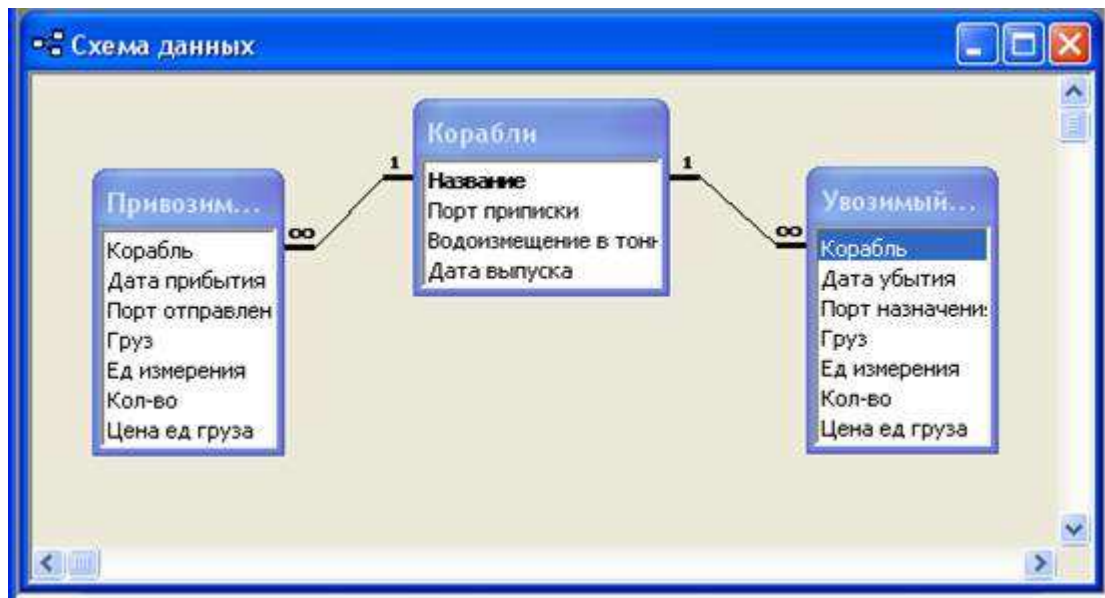 Схема данных
Привозим...
Корабль
Дата прибытия
Порт отправлен
Груз
Ед измерения
Кол-во
Цена ед груза
∞
1
Корабли
Название
Порт приписки
Водоизмещение в тонн
Дата выпуска
1
∞
Увозимый...
Корабль
Дата убытия
Порт назначения
Груз
Ед измерения
Кол-во
Цена ед груза